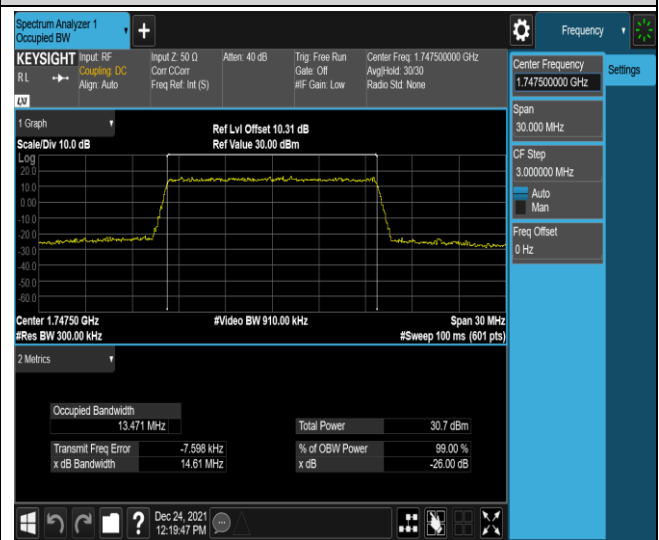 Spectrum Analyzer 1
Occupied BW
+
Frequency
KEYSIGHT
RL
LXI
Input: RF
Coupling: DC
Align: Auto
Input Z: 50 Ω
Corr CCorr
Freq Ref: Int (S)
Atten: 40 dB
Trig: Free Run
Gate: Off
#IF Gain: Low
Center Freq: 1.747500000 GHz
Avg|Hold: 30/30
Radio Std: None
Center Frequency
1.747500000 GHz
Settings
Span
30.000 MHz
CF Step
3.000000 MHz
Auto
Man
Freq Offset
0 Hz
1 Graph
Scale/Div 10.0 dB
Ref Lvl Offset 10.31 dB
Ref Value 30.00 dBm
Log
20.0
10.0
0.00
-10.0
-20.0
-30.0
-40.0
-50.0
-60.0
Center 1.74750 GHz
#Video BW 910.00 kHz
Span 30 MHz
#Res BW 300.00 kHz
#Sweep 100 ms (601 pts)
2 Metrics
Occupied Bandwidth
13.471 MHz
Total Power 30.7 dBm
Transmit Freq Error -7.598 kHz
% of OBW Power 99.00 %
x dB Bandwidth 14.61 MHz
x dB -26.00 dB
?
Dec 24, 2021
12:19:47 PM